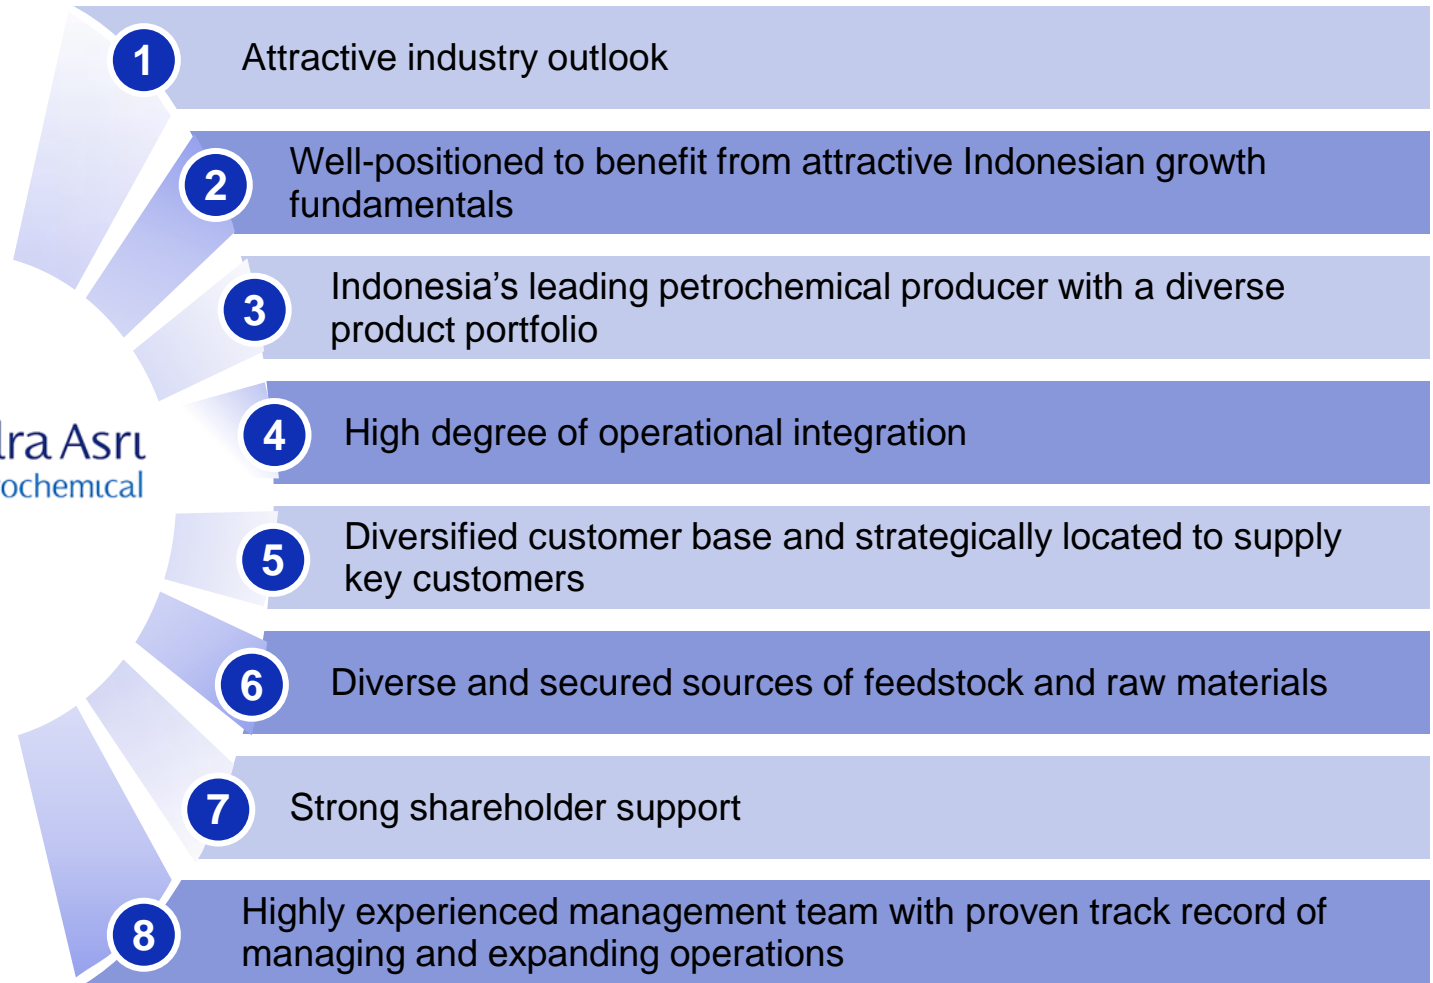 1
Attractive industry outlook
2
Well-positioned to benefit from attractive Indonesian growth
fundamentals
3
Indonesia’s leading petrochemical producer with a diverse
product portfolio
Asri
4
High degree of operational integration
5
Diversified customer base and strategically located to supply
key customers
6
Diverse and secured sources of feedstock and raw materials
7
Strong shareholder support
8
Highly experienced management team with proven track record of
managing and expanding operations